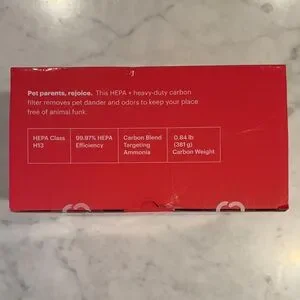 Pet parents, rejoice. This HEPA + heavy-duty carbon
filter removes pet dander and odors to keep your place
free of animal funk.
HEPA Class
H13
99.97% HEPA
Efficiency
Carbon Blend
Targeting
Ammonia
0.84 lb
(381 g)
Carbon Weight